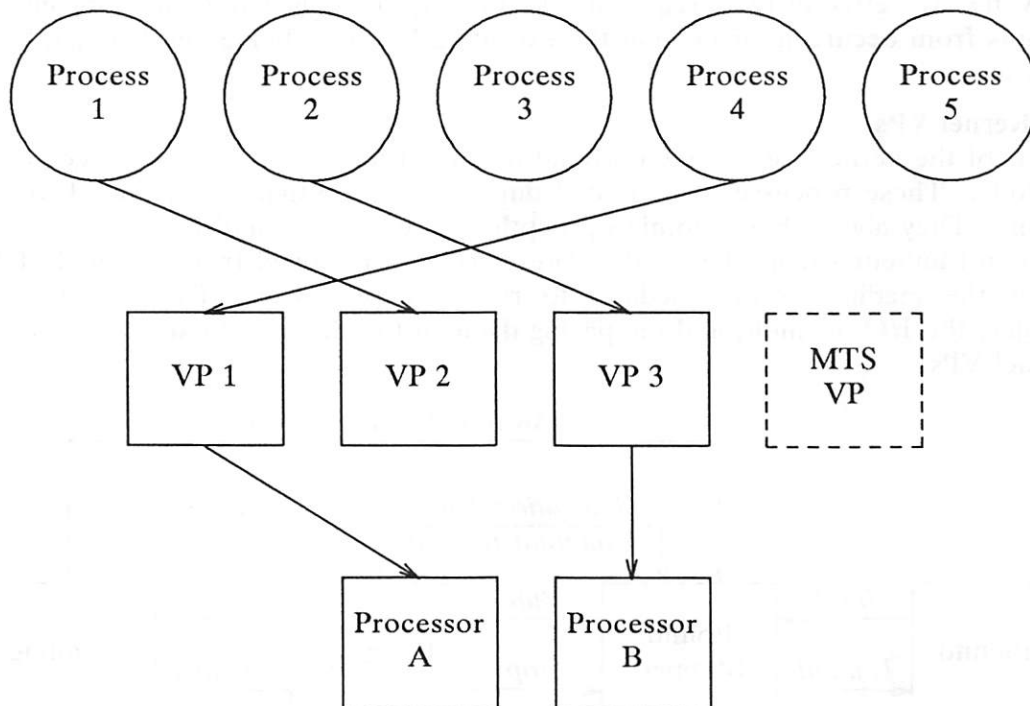 Process
1
Process
2
Process
3
Process
4
Process
5
VP 1
VP 2
VP 3
MTS
VP
Processor
A
Processor
B